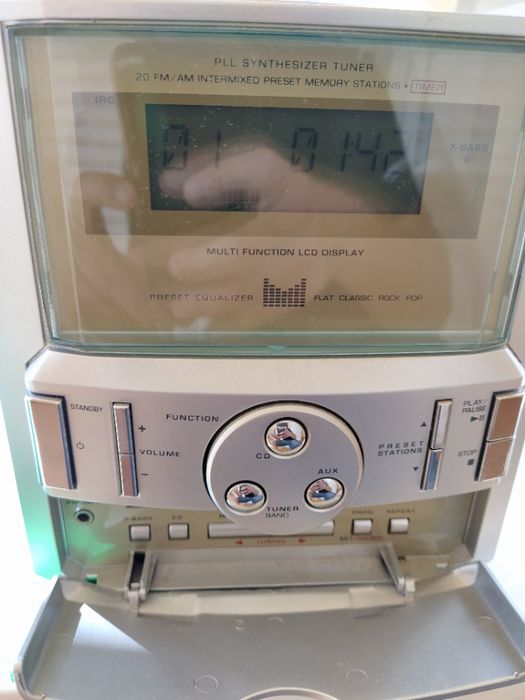 PLL SYNTHESIZER TUNER
20 FM/AM INTERMIXED PRESET MEMORY STATIONS • TIMER
IRC
01 01:42
X-BASS
FLAT
MULTI FUNCTION LCD DISPLAY
PRESET EQUALIZER FLAT CLASSIC ROCK POP
STANDBY
FUNCTION
+
VOLUME
−
CD
AUX
TUNER
BAND
PRESET
STATIONS
PLAY/
PAUSE
STOP
X-BASS EQ PROG REPEAT
TUNING